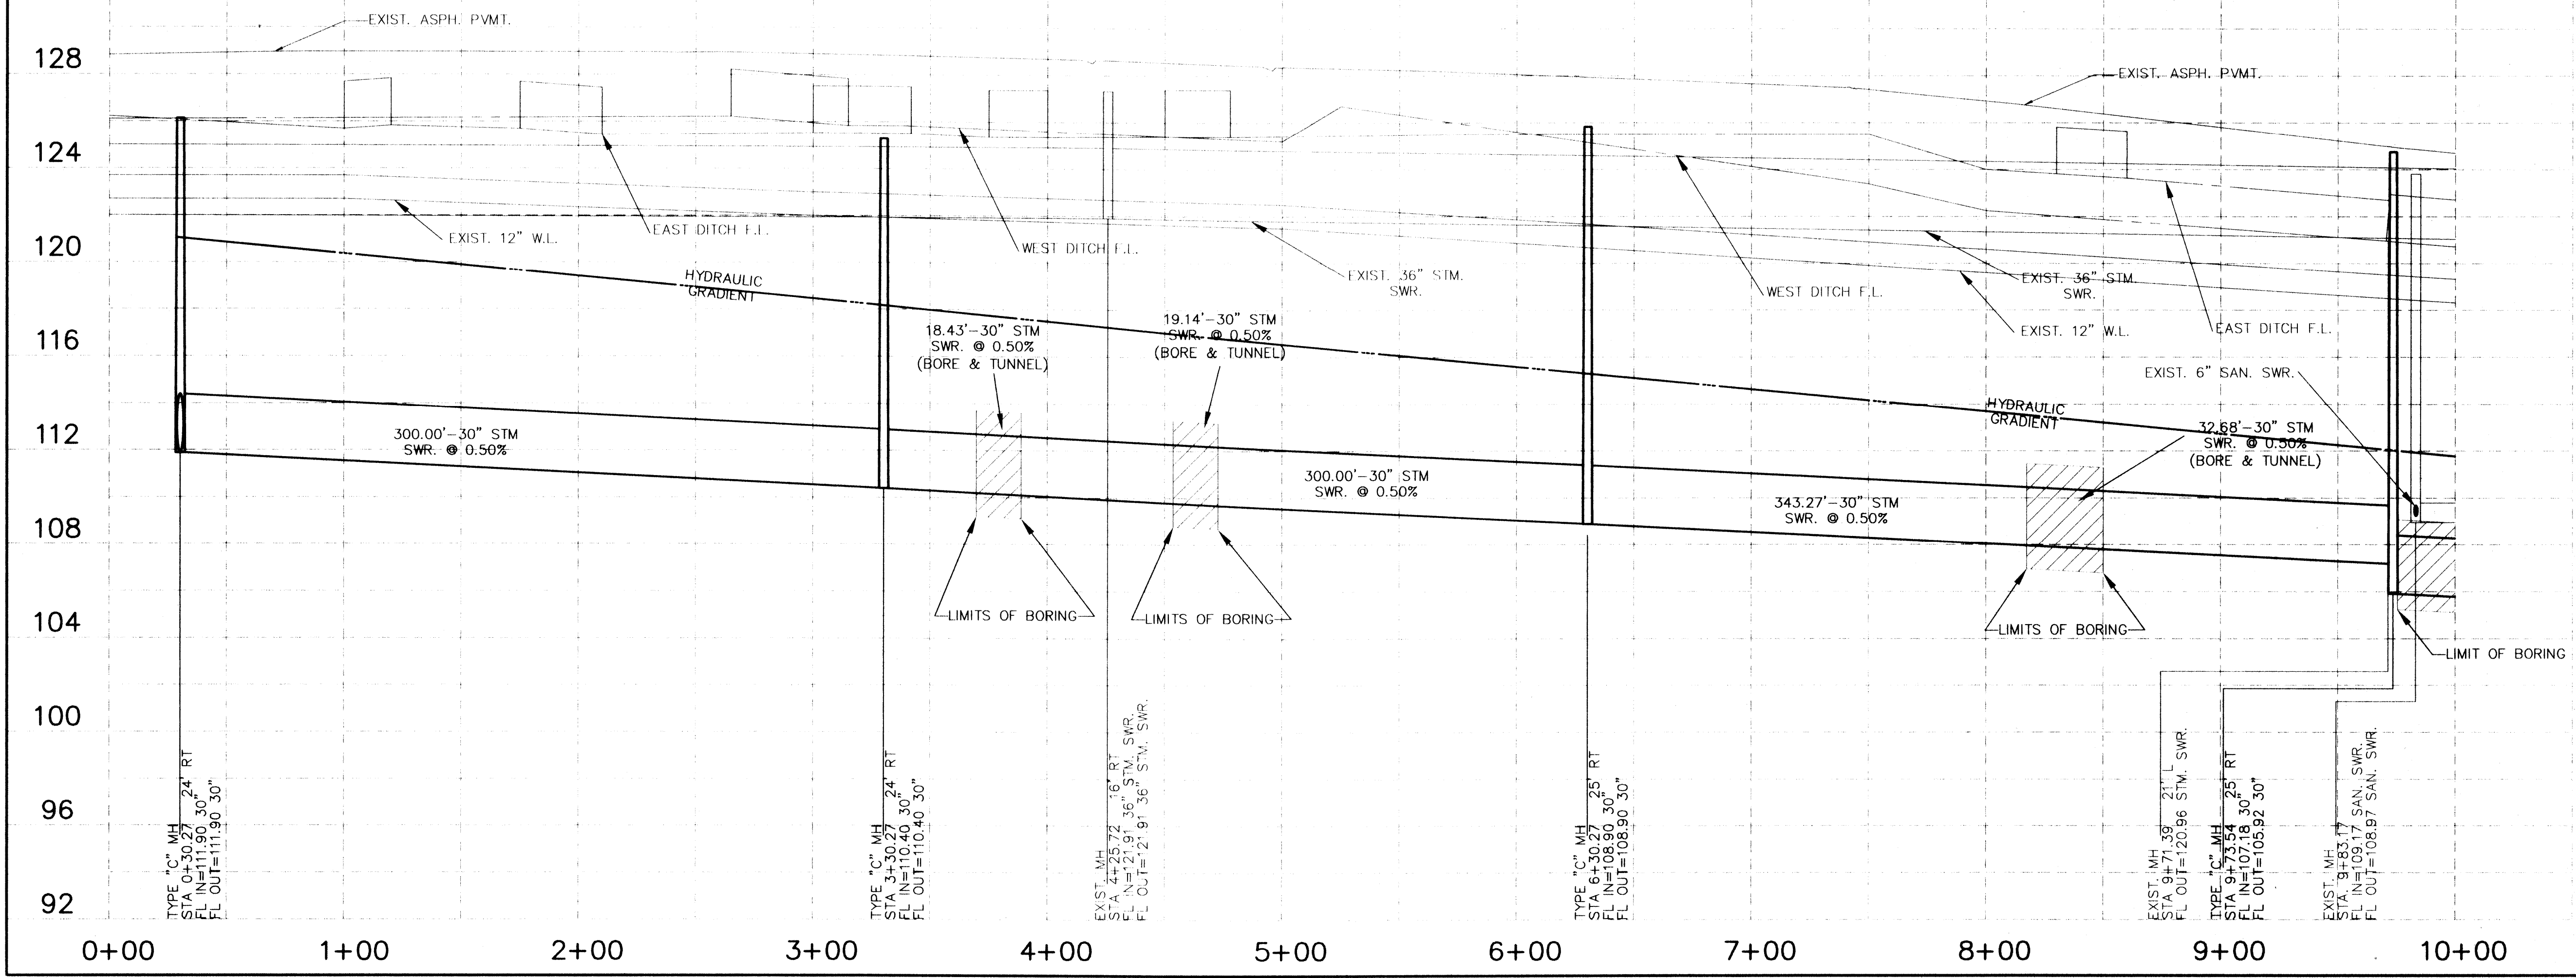 EXIST. ASPH. PVMT.
128
EXIST. ASPH. PVMT.
124
EXIST. 12" W.L.
EAST DITCH F.L.
WEST DITCH F.L.
120
HYDRAULIC
GRADIENT
EXIST. 36" STM.
SWR.
WEST DITCH F.L.
EXIST. 36" STM.
SWR.
EXIST. 12" W.L.
EAST DITCH F.L.
116
18.43'-30" STM
SWR. @ 0.50%
(BORE & TUNNEL)
19.14'-30" STM
SWR. @ 0.50%
(BORE & TUNNEL)
EXIST. 6" SAN. SWR.
HYDRAULIC
GRADIENT
32.68'-30" STM
SWR. @ 0.50%
(BORE & TUNNEL)
112
300.00'-30" STM
SWR. @ 0.50%
300.00'-30" STM
SWR. @ 0.50%
343.27'-30" STM
SWR. @ 0.50%
108
104
LIMITS OF BORING
LIMITS OF BORING
LIMITS OF BORING
LIMIT OF BORING
100
96
92
TYPE "C" MH
STA 0+30.27 24' RT
FL IN=111.90 30"
FL OUT=111.90 30"
TYPE "C" MH
STA 3+30.27 24' RT
FL IN=110.40 30"
FL OUT=110.40 30"
EXIST. MH
STA 4+25.72 16' RT
FL IN=121.91 36" STM. SWR.
FL OUT=121.91 36" STM. SWR.
TYPE "C" MH
STA 6+30.27 25' RT
FL IN=108.90 30"
FL OUT=108.90 30"
EXIST. MH
STA 9+71.39 21' L
FL OUT=120.96 STM. SWR.
TYPE "C" MH
STA 9+73.54 25' RT
FL IN=107.18 30"
FL OUT=105.92 30"
EXIST. MH
STA. 9+83.17
FL IN=109.17 SAN. SWR.
FL OUT=108.97 SAN. SWR.
0+00 1+00 2+00 3+00 4+00 5+00 6+00 7+00 8+00 9+00 10+00